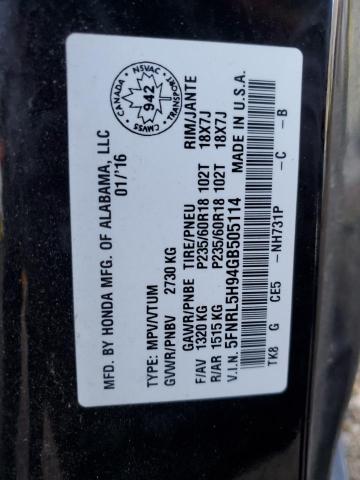 MFD. BY HONDA MFG. OF ALABAMA, LLC
01/'16
TYPE: MPV/VTUM
GVWR/PNBV 2730 KG
GAWR/PNBE TIRE/PNEU RIM/JANTE
F/AV 1320 KG P235/60R18 102T 18X7J
R/AR 1515 KG P235/60R18 102T 18X7J
V.I.N. 5FNRL5H94GB505114 MADE IN U.S.A.
TK8 G CE5 -NH731P -C -B
CANADA NSVAC TRANSPORT CMVSS
942